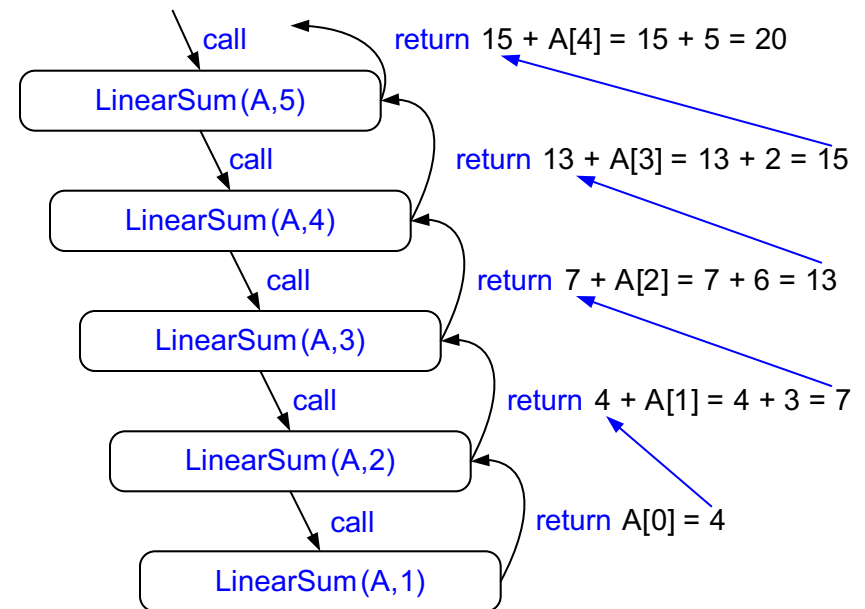 call
return 15 + A[4] = 15 + 5 = 20
LinearSum(A,5)
call
return 13 + A[3] = 13 + 2 = 15
LinearSum(A,4)
call
return 7 + A[2] = 7 + 6 = 13
LinearSum(A,3)
call
return 4 + A[1] = 4 + 3 = 7
LinearSum(A,2)
call
return A[0] = 4
LinearSum(A,1)